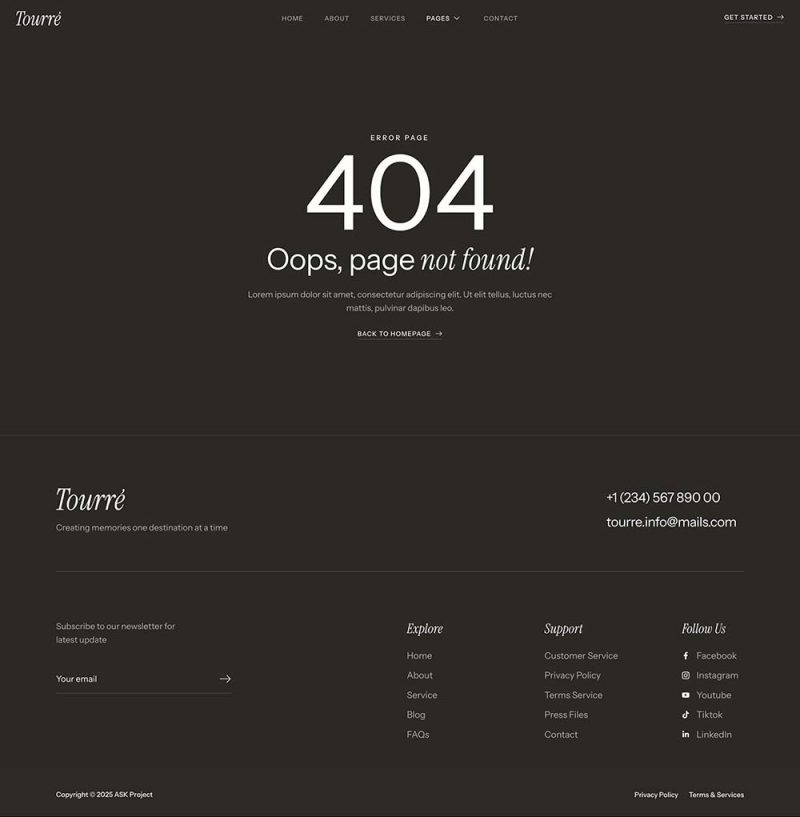 Tourré
HOME ABOUT SERVICES PAGES CONTACT
GET STARTED
ERROR PAGE
404
Oops, page not found!
Lorem ipsum dolor sit amet, consectetur adipiscing elit. Ut elit tellus, luctus nec
mattis, pulvinar dapibus leo.
BACK TO HOMEPAGE
Tourré
Creating memories one destination at a time
+1 (234) 567 890 00
tourre.info@mails.com
Subscribe to our newsletter for
latest update
Your email
Explore
Home
About
Service
Blog
FAQs
Support
Customer Service
Privacy Policy
Terms Service
Press Files
Contact
Follow Us
Facebook
Instagram
Youtube
Tiktok
LinkedIn
Copyright © 2025 ASK Project
Privacy Policy Terms & Services